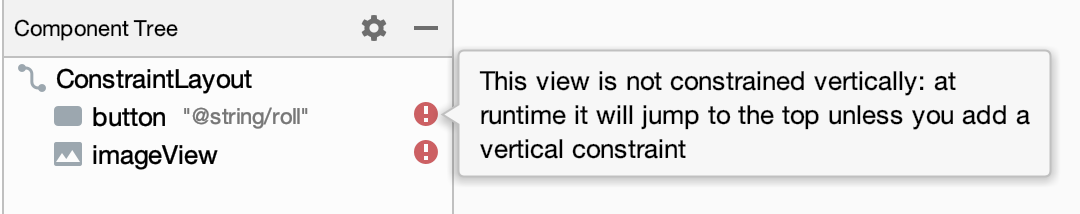 Component Tree
ConstraintLayout
button "@string/roll"
imageView
This view is not constrained vertically: at
runtime it will jump to the top unless you add a
vertical constraint